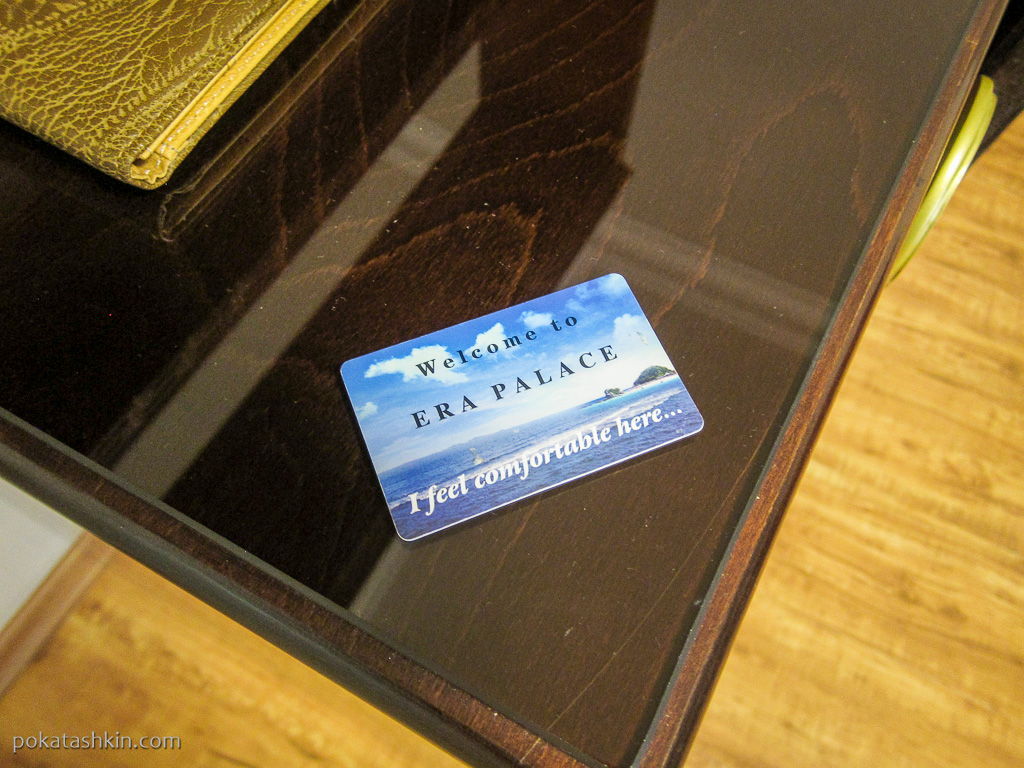 Welcome to
ERA PALACE
I feel comfortable here...
pokatashkin.com